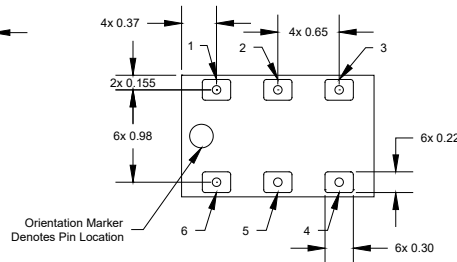 4x 0.37
4x 0.65
1
2
3
2x 0.155
6x 0.98
6x 0.22
Orientation Marker
Denotes Pin Location
6
5
4
6x 0.30